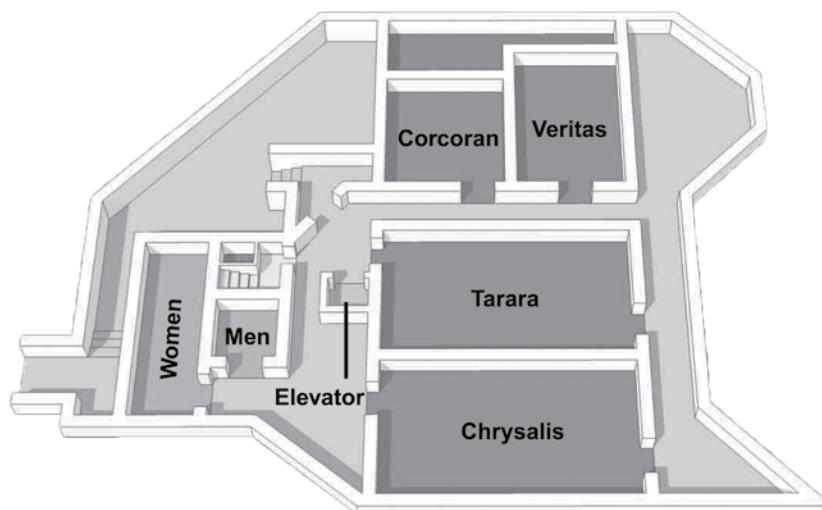 Corcoran
Veritas
Tarara
Women
Men
Elevator
Chrysalis